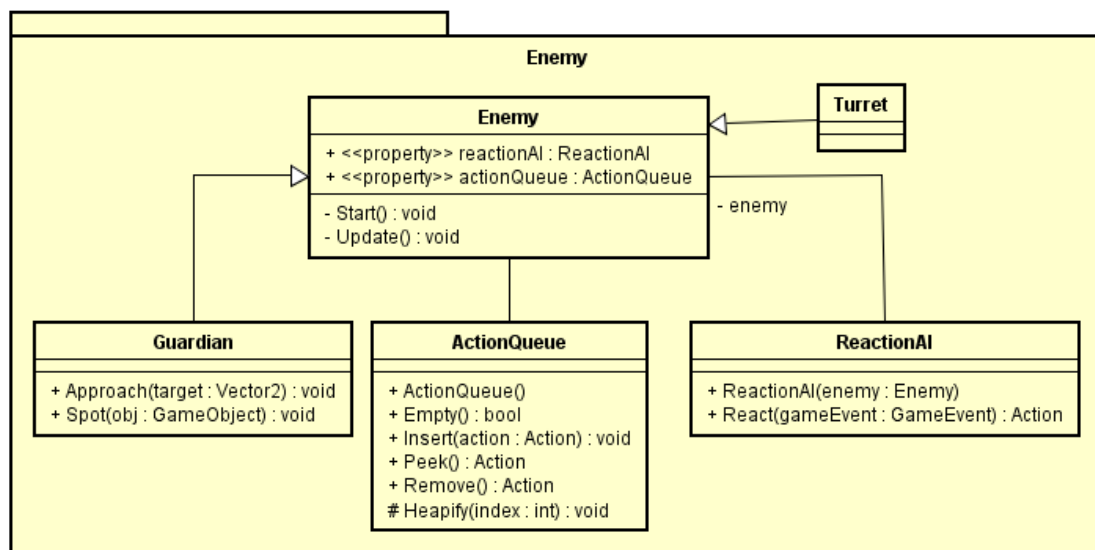 Enemy
Turret
Enemy
+ <<property>> reactionAI : ReactionAI
+ <<property>> actionQueue : ActionQueue
- Start() : void
- Update() : void
- enemy
Guardian
+ Approach(target : Vector2) : void
+ Spot(obj : GameObject) : void
ActionQueue
+ ActionQueue()
+ Empty() : bool
+ Insert(action : Action) : void
+ Peek() : Action
+ Remove() : Action
# Heapify(index : int) : void
ReactionAI
+ ReactionAI(enemy : Enemy)
+ React(gameEvent : GameEvent) : Action